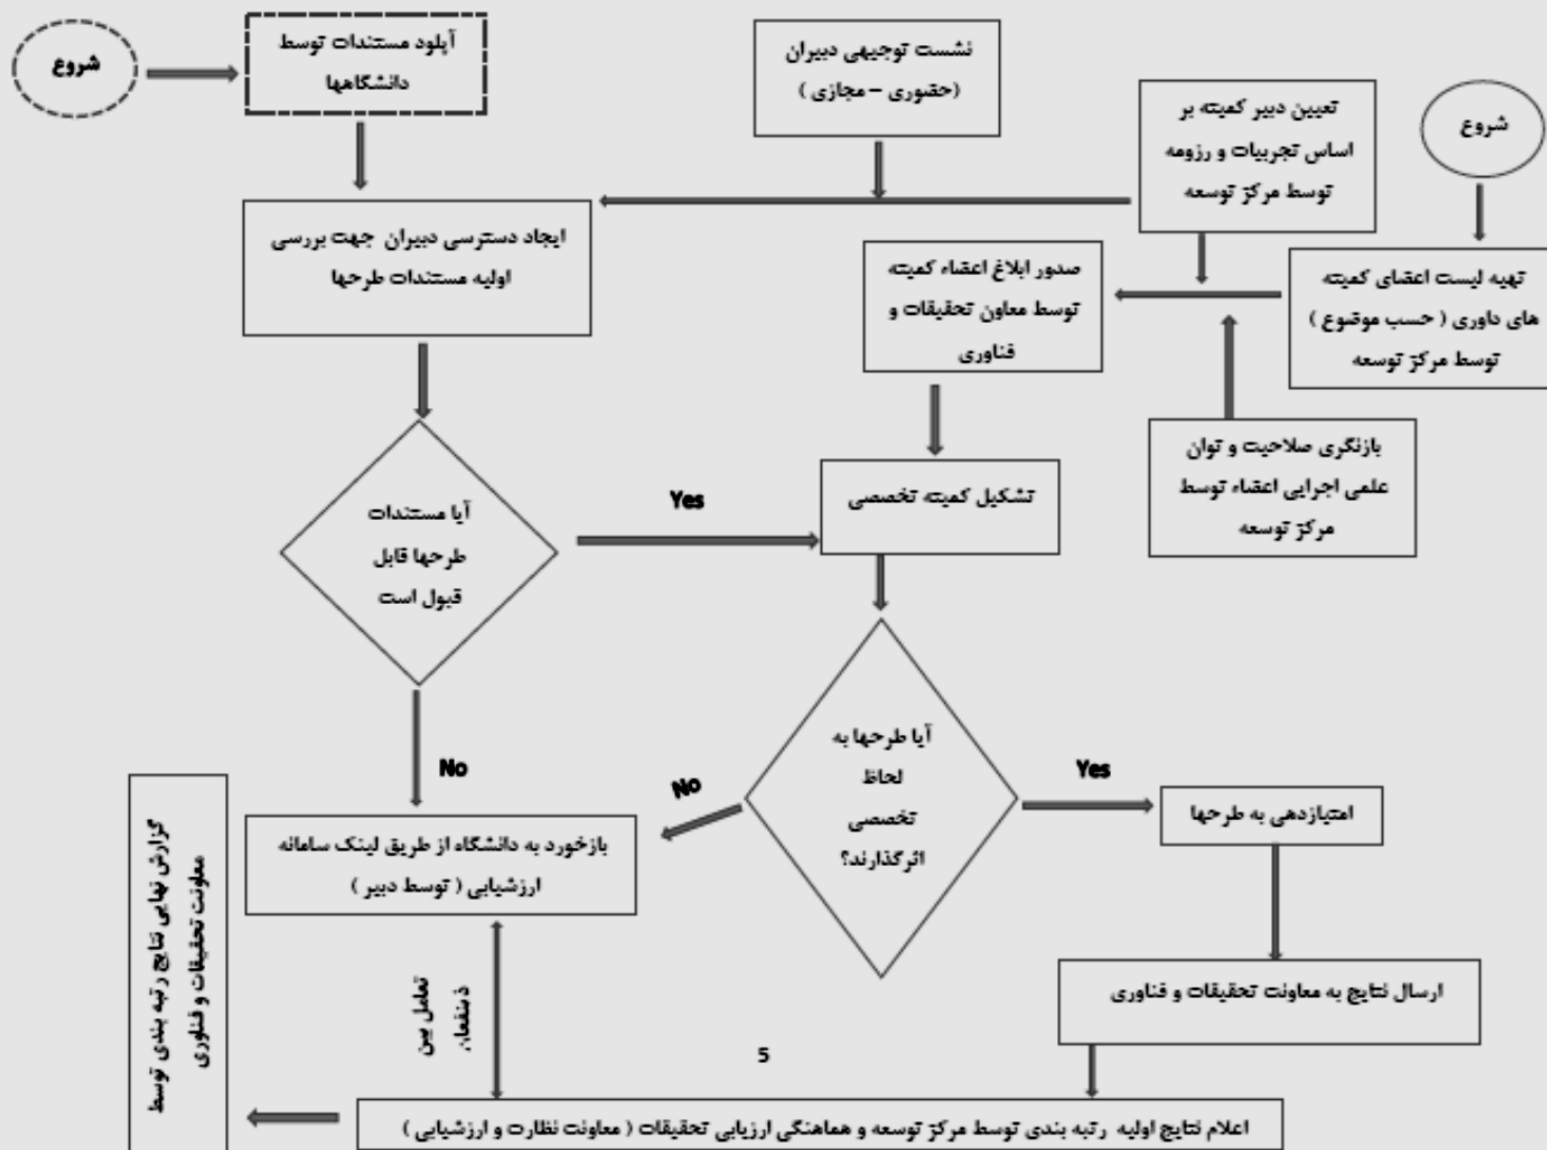 شروع
آپلود مستندات توسط
دانشگاهها
نشست توجیهی دبیران
(حضوری – مجازی )
تعیین دبیر کمیته بر
اساس تجربیات و رزومه
توسط مرکز توسعه
شروع
ایجاد دسترسی دبیران جهت بررسی
اولیه مستندات طرحها
صدور ابلاغ اعضاء کمیته
توسط معاون تحقیقات و
فناوری
تهیه لیست اعضای کمیته
های داوری ( حسب موضوع )
توسط مرکز توسعه
بازنگری صلاحیت و توان
علمی اجرایی اعضاء توسط
مرکز توسعه
آیا مستندات
طرحها قابل
قبول است
Yes
تشکیل کمیته تخصصی
No
آیا طرحها به
لحاظ
تخصصی
اثرگذارند؟
No
Yes
امتیازدهی به طرحها
بازخورد به دانشگاه از طریق لینک سامانه
ارزشیابی ( توسط دبیر )
ارسال نتایج به معاونت تحقیقات و فناوری
تعامل بین
ذینفعان
5
اعلام نتایج اولیه رتبه بندی توسط مرکز توسعه و هماهنگی ارزیابی تحقیقات ( معاونت نظارت و ارزشیابی )
گزارش نهایی نتایج رتبه بندی توسط
معاونت تحقیقات و فناوری